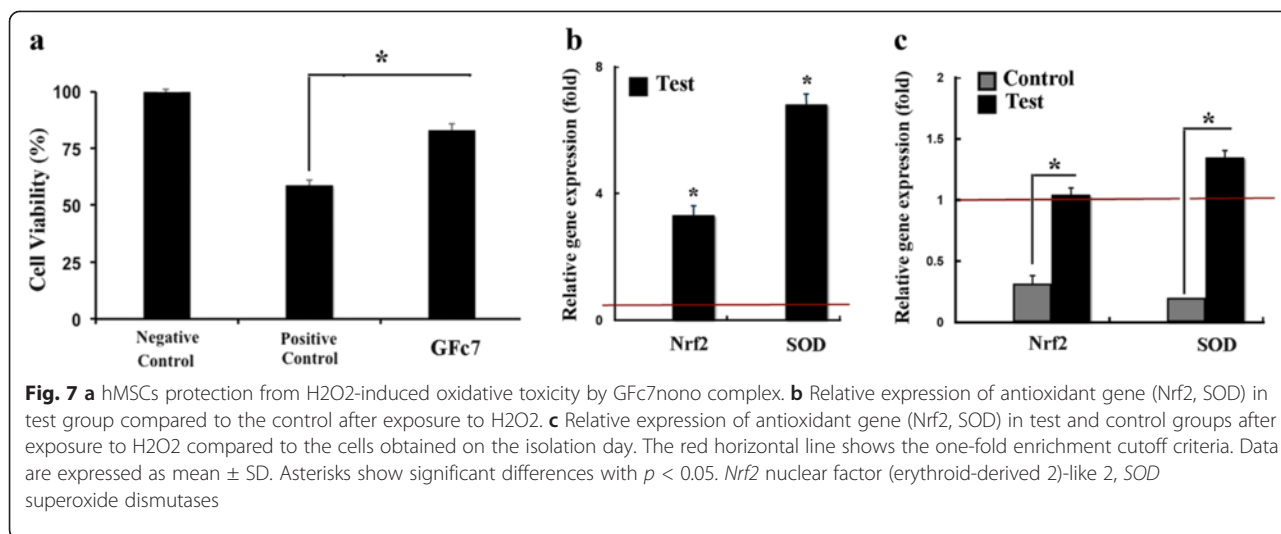 a
*
Cell Viability (%)
100
75
50
25
0
Negative
Control
Positive
Control
GFc7
b
Relative gene expression (fold)
8
4
0
Test
*
*
Nrf2
SOD
c
Relative gene expression (fold)
2
1.5
1
0.5
0
Control
Test
*
*
Nrf2
SOD
Fig. 7 a hMSCs protection from H2O2-induced oxidative toxicity by GFc7nono complex. b Relative expression of antioxidant gene (Nrf2, SOD) in
test group compared to the control after exposure to H2O2. c Relative expression of antioxidant gene (Nrf2, SOD) in test and control groups after
exposure to H2O2 compared to the cells obtained on the isolation day. The red horizontal line shows the one-fold enrichment cutoff criteria. Data
are expressed as mean ± SD. Asterisks show significant differences with p < 0.05. Nrf2 nuclear factor (erythroid-derived 2)-like 2, SOD
superoxide dismutases